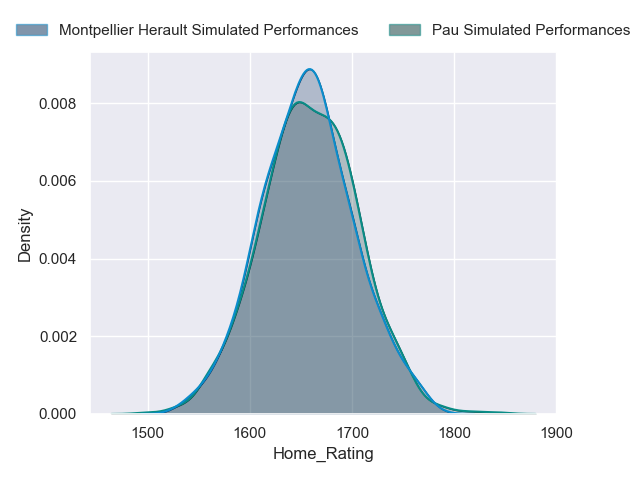 Montpellier Herault Simulated Performances Pau Simulated Performances
0.008
0.006
0.004
0.002
0.000
Density
1500 1600 1700 1800 1900
Home_Rating